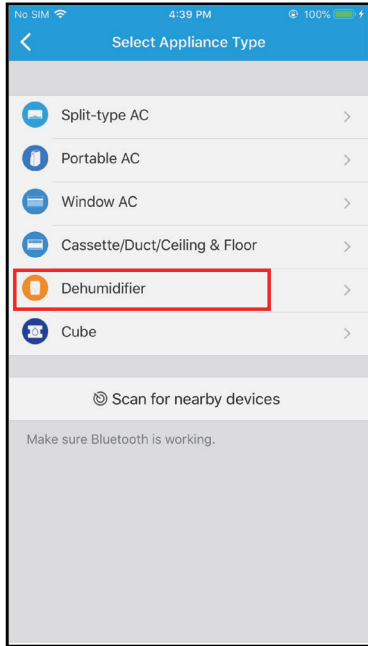 No SIM 4:39 PM 100%
Select Appliance Type
Split-type AC
Portable AC
Window AC
Cassette/Duct/Ceiling & Floor
Dehumidifier
Cube
Scan for nearby devices
Make sure Bluetooth is working.